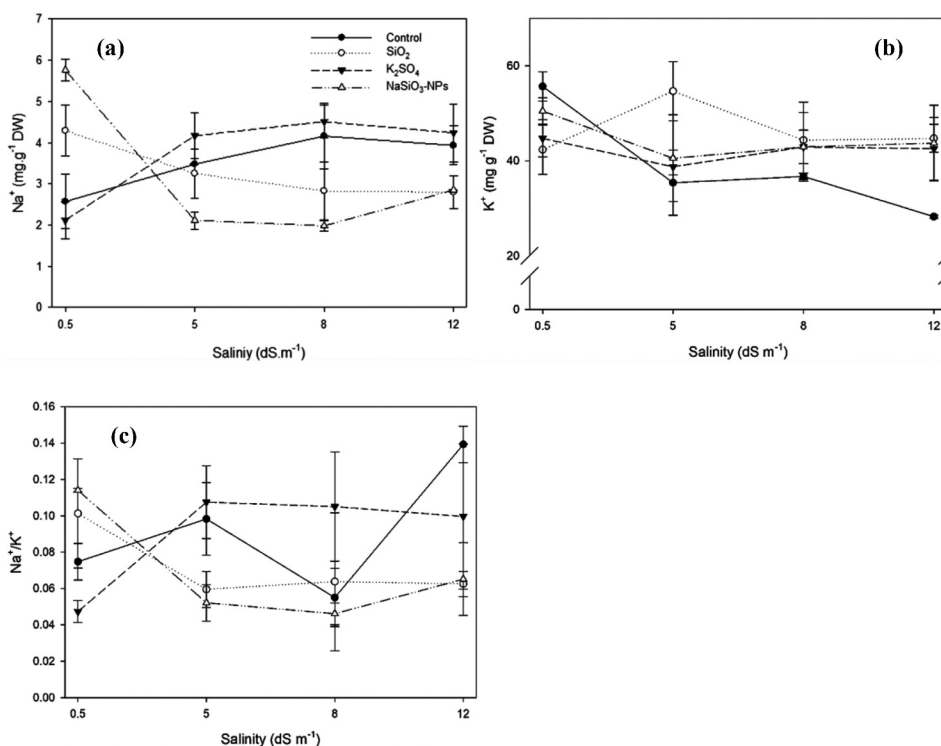 (a)
Control
SiO₂
K₂SO₄
NaSiO₃-NPs
Na⁺ (mg.g⁻¹ DW)
7
6
5
4
3
2
1
0
0.5 5 8 12
Saliniy (dS.m⁻¹)
(b)
K⁺ (mg g⁻¹ DW)
60
40
20
0
0.5 5 8 12
Salinity (dS m⁻¹)
(c)
Na⁺/K⁺
0.16
0.14
0.12
0.10
0.08
0.06
0.04
0.02
0.00
0.5 5 8 12
Salinity (dS m⁻¹)